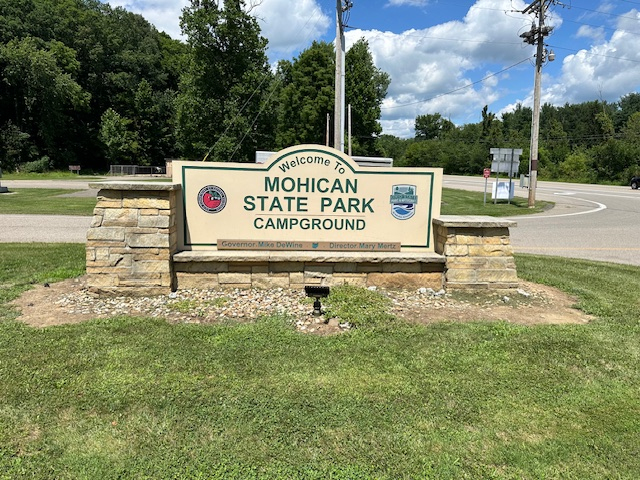 Welcome To
MOHICAN
STATE PARK
CAMPGROUND
Governor Mike DeWine Director Mary Mertz